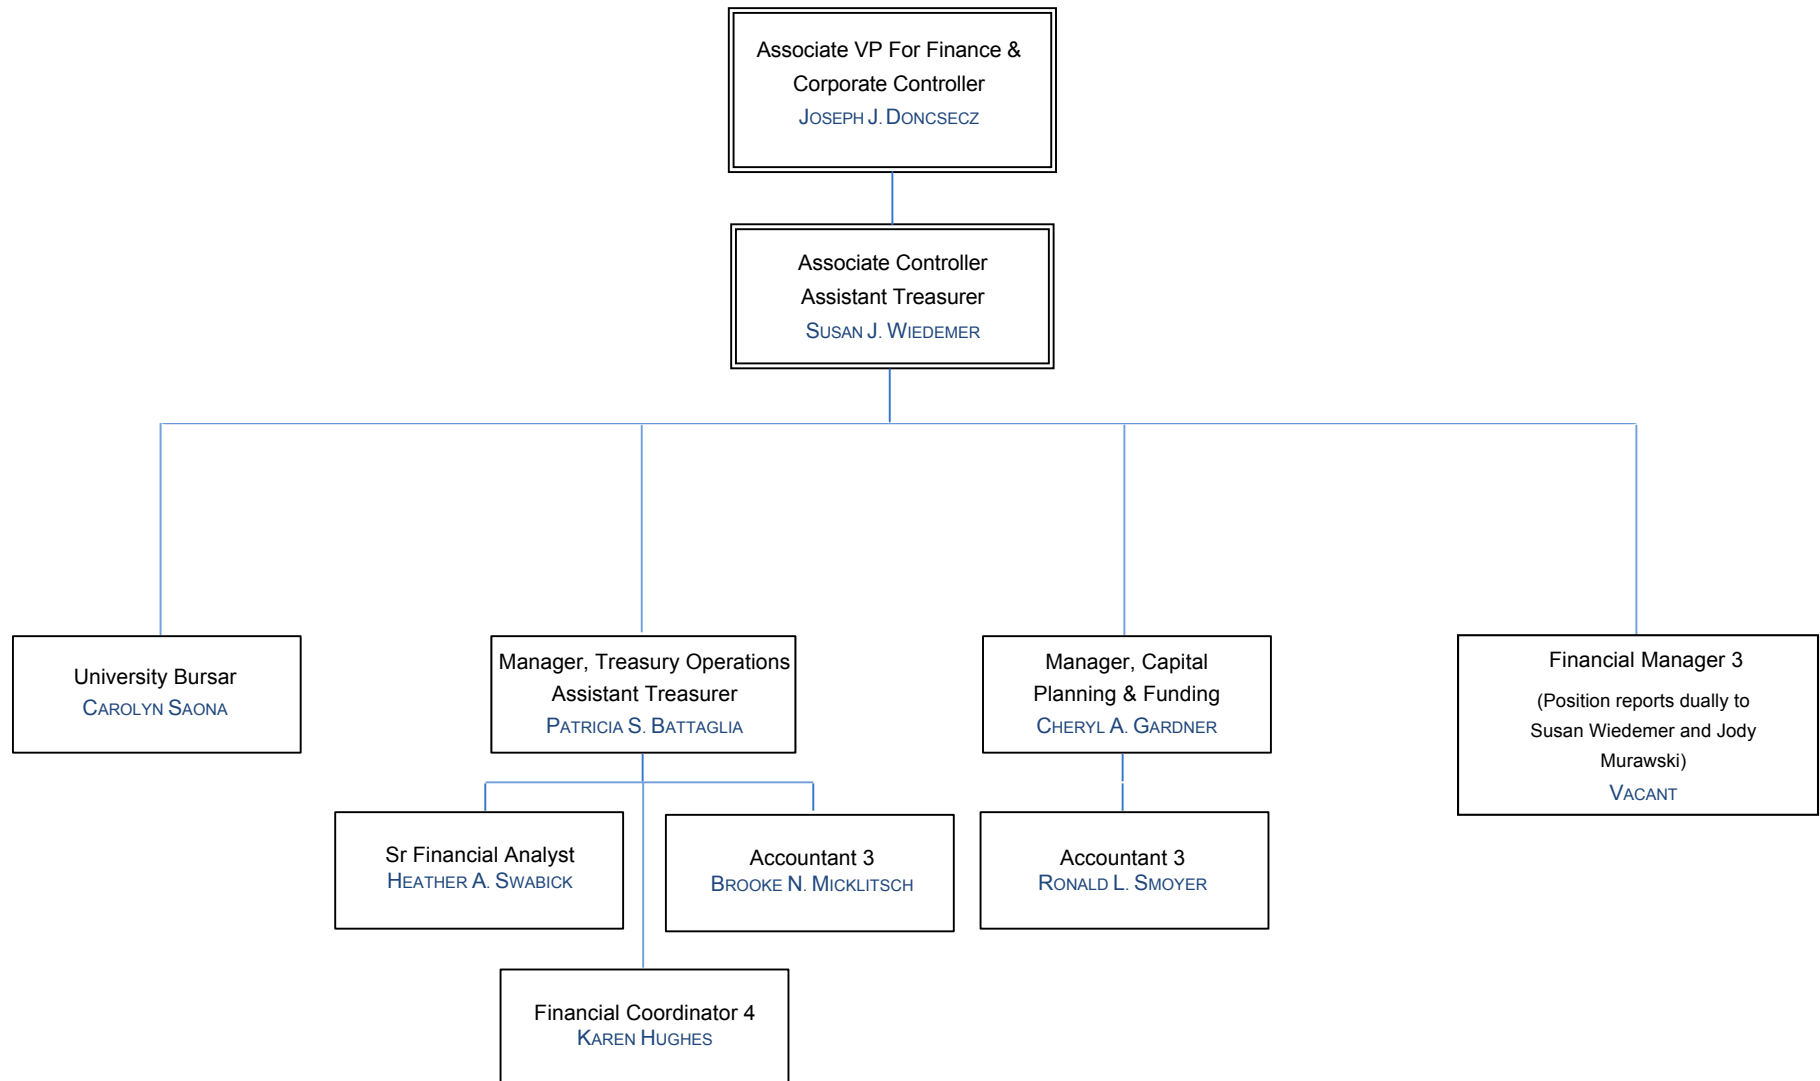 Associate VP For Finance &
Corporate Controller
JOSEPH J. DONCSECZ
Associate Controller
Assistant Treasurer
SUSAN J. WIEDEMER
University Bursar
CAROLYN SAONA
Manager, Treasury Operations
Assistant Treasurer
PATRICIA S. BATTAGLIA
Manager, Capital
Planning & Funding
CHERYL A. GARDNER
Financial Manager 3
(Position reports dually to
Susan Wiedemer and Jody
Murawski)
VACANT
Sr Financial Analyst
HEATHER A. SWABICK
Accountant 3
BROOKE N. MICKLITSCH
Accountant 3
RONALD L. SMOYER
Financial Coordinator 4
KAREN HUGHES